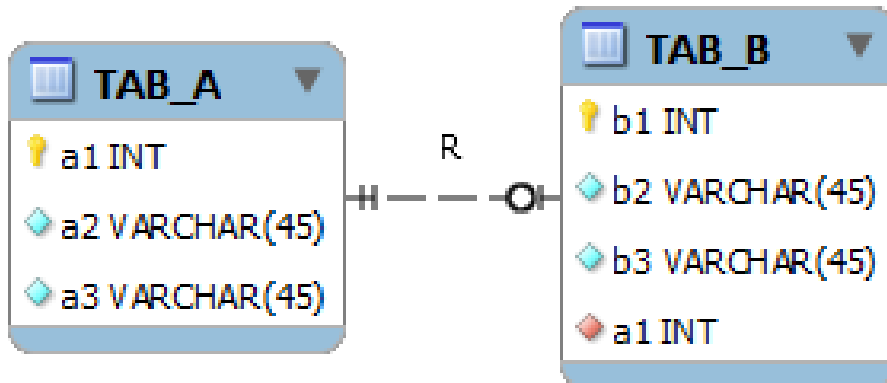 TAB_A
a1 INT
a2 VARCHAR(45)
a3 VARCHAR(45)
R
TAB_B
b1 INT
b2 VARCHAR(45)
b3 VARCHAR(45)
a1 INT